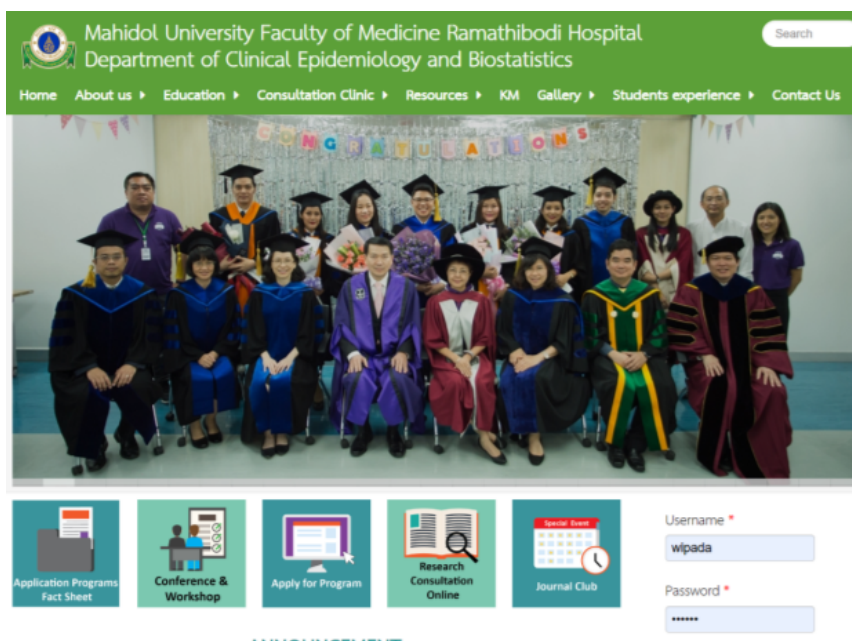 Mahidol University Faculty of Medicine Ramathibodi Hospital
Department of Clinical Epidemiology and Biostatistics
Search
Home About us Education Consultation Clinic Resources KM Gallery Students experience Contact Us
CONGRATULATIONS
Application Programs
Fact Sheet
Conference &
Workshop
Apply for Program
Research
Consultation
Online
Special Event
Journal Club
Username *
wipada
Password *
••••••
ANNOUNCEMENT